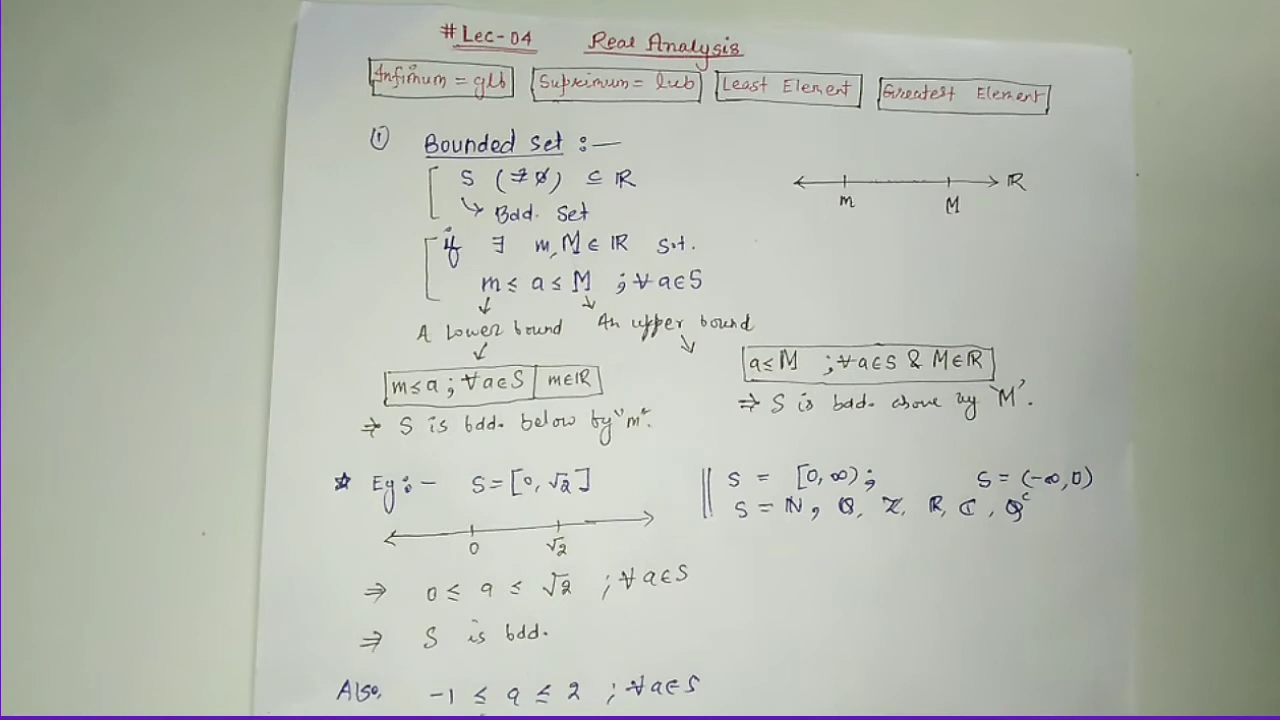 #Lec-04 Real Analysis
Infimum = glb Suprimum = lub Least Element Greatest Element
① Bounded set :—
S (≠ ∅) ⊆ ℝ
↳ Bdd. Set
if ∃ m, M ∈ ℝ s.t.
m ≤ a ≤ M ; ∀ a∈S
← → ℝ
m M
A lower bound An upper bound
m ≤ a ; ∀a∈S | m∈ℝ
⇒ S is bdd. below by "m".
a ≤ M ; ∀ a∈S & M∈ℝ
⇒ S is bdd. above by 'M'.
☆ Eg:- S = [0, √2]
0 √2
⇒ 0 ≤ a ≤ √2 ; ∀ a∈S
⇒ S is bdd.
Also, -1 ≤ a ≤ 2 ; ∀ a∈S
S = [0, ∞) ; S = (-∞, 0)
S = ℕ, ℚ, ℤ, ℝ, ℂ, ℚᶜ